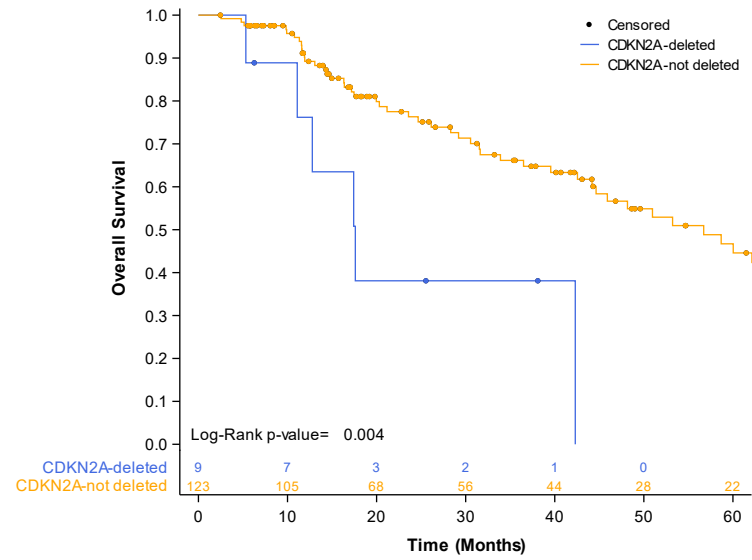 1.0
0.9
0.8
0.7
0.6
0.5
0.4
0.3
0.2
0.1
0.0
Overall Survival
Censored
CDKN2A-deleted
CDKN2A-not deleted
Log-Rank p-value= 0.004
CDKN2A-deleted 9 7 3 2 1 0
CDKN2A-not deleted 123 105 68 56 44 28 22
0 10 20 30 40 50 60
Time (Months)